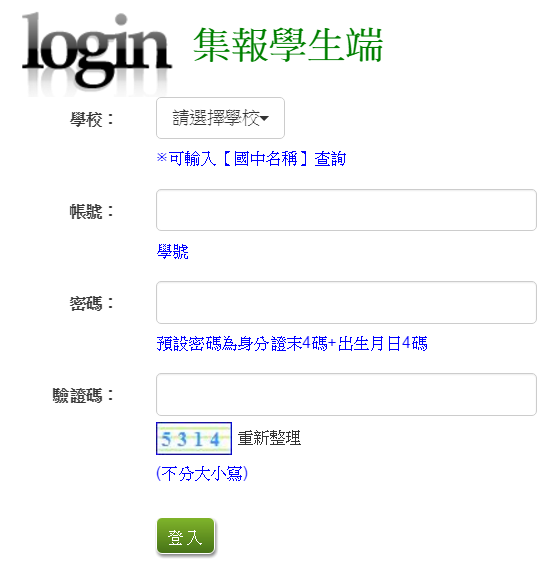 login 集報學生端
學校： 請選擇學校
※可輸入【國中名稱】查詢
帳號：
學號
密碼：
預設密碼為身分證末4碼+出生月日4碼
驗證碼：
5314 重新整理
(不分大小寫)
登入